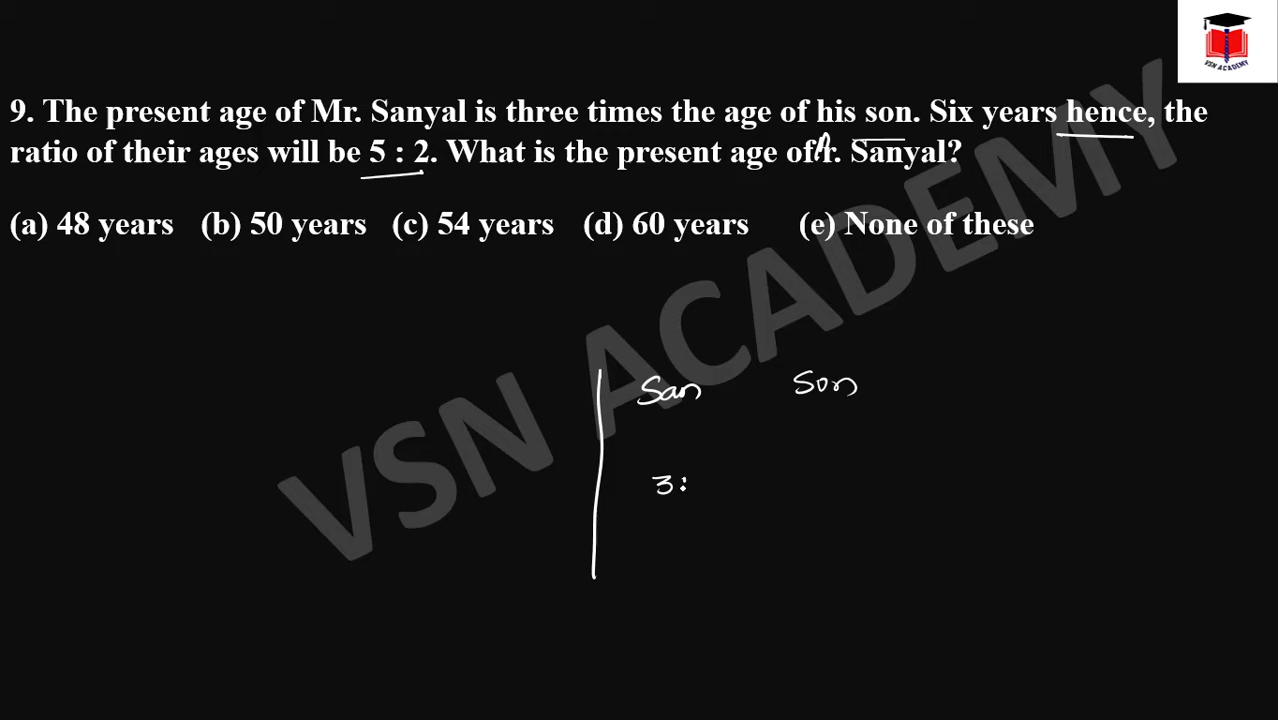 VSN ACADEMY
9. The present age of Mr. Sanyal is three times the age of his son. Six years hence, the
ratio of their ages will be 5 : 2. What is the present age of r. Sanyal?
(a) 48 years (b) 50 years (c) 54 years (d) 60 years (e) None of these
VSN ACADEMY
San Son
3 :